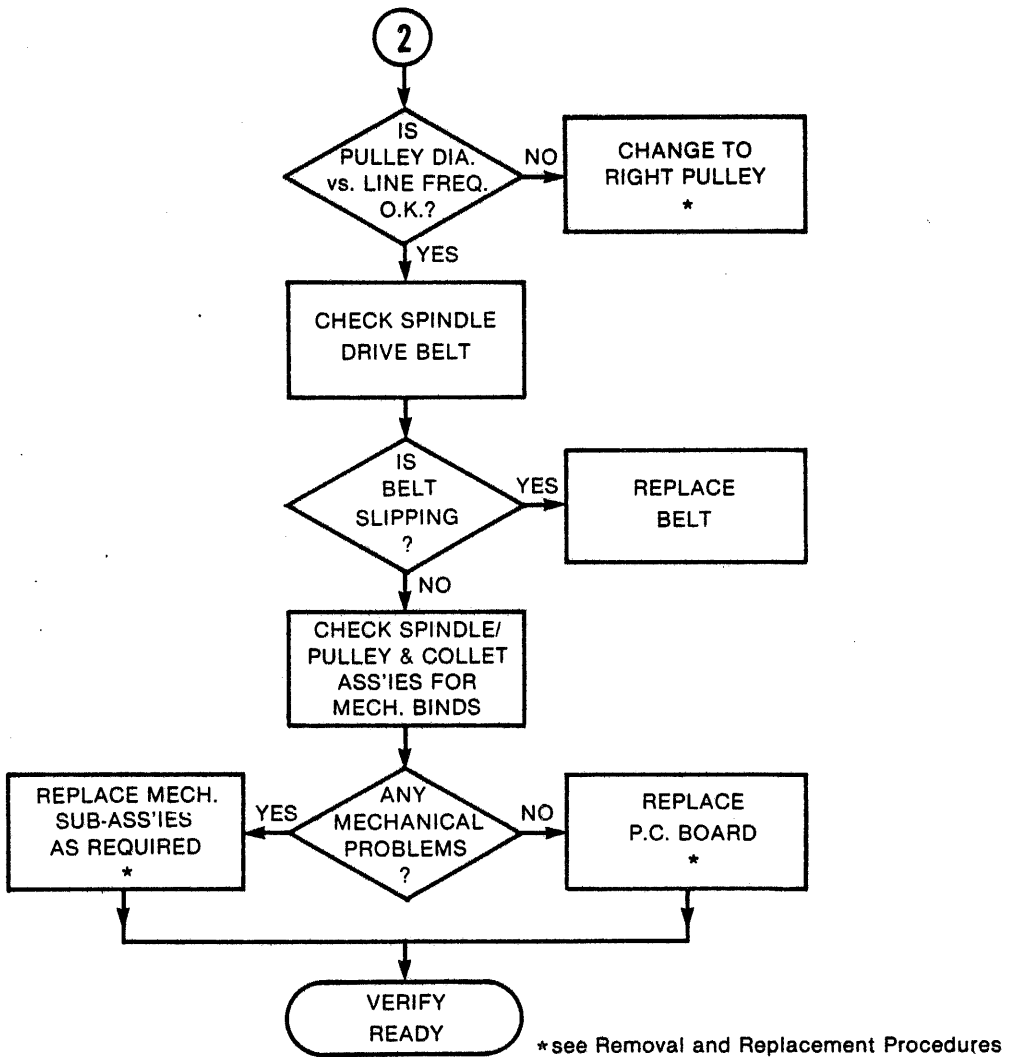 2
IS
PULLEY DIA.
vs. LINE FREQ.
O.K.?
NO
CHANGE TO
RIGHT PULLEY
*
YES
CHECK SPINDLE
DRIVE BELT
IS
BELT
SLIPPING
?
YES
REPLACE
BELT
NO
CHECK SPINDLE/
PULLEY & COLLET
ASS'IES FOR
MECH. BINDS
ANY
MECHANICAL
PROBLEMS
?
YES
REPLACE MECH.
SUB-ASS'IES
AS REQUIRED
*
NO
REPLACE
P.C. BOARD
*
VERIFY
READY
*see Removal and Replacement Procedures